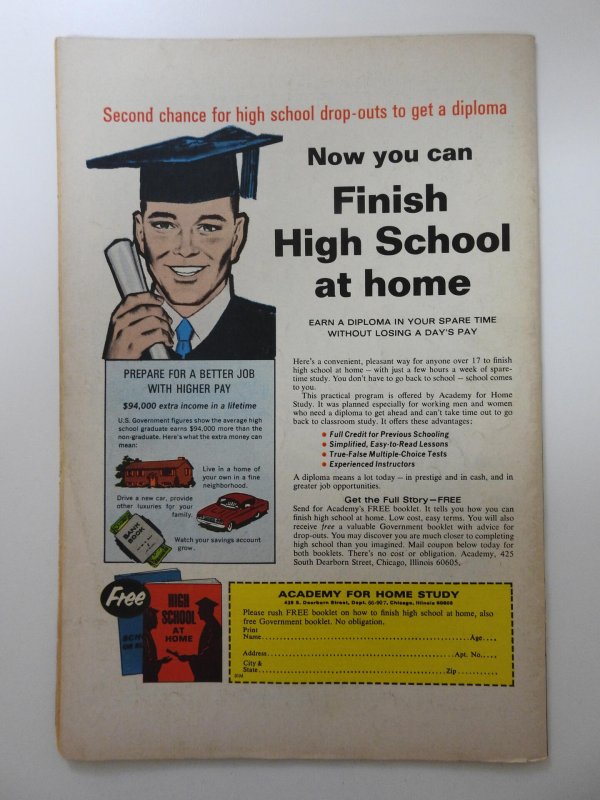 Second chance for high school drop-outs to get a diploma
Now you can
Finish
High School
at home
EARN A DIPLOMA IN YOUR SPARE TIME
WITHOUT LOSING A DAY'S PAY
PREPARE FOR A BETTER JOB
WITH HIGHER PAY
$94,000 extra income in a lifetime
U.S. Government figures show the average high
school graduate earns $94,000 more than the
non-graduate. Here's what the extra money can
mean:
Live in a home of
your own in a fine
neighborhood.
Drive a new car, provide
other luxuries for your
family.
BANK
BOOK
Watch your savings account
grow.
Here's a convenient, pleasant way for anyone over 17 to finish
high school at home — with just a few hours a week of spare-
time study. You don't have to go back to school — school comes
to you.
This practical program is offered by Academy for Home
Study. It was planned especially for working men and women
who need a diploma to get ahead and can't take time out to go
back to classroom study. It offers these advantages:
• Full Credit for Previous Schooling
• Simplified, Easy-to-Read Lessons
• True-False Multiple-Choice Tests
• Experienced Instructors
A diploma means a lot today — in prestige and in cash, and in
greater job opportunities.
Get the Full Story—FREE
Send for Academy's FREE booklet. It tells you how you can
finish high school at home. Low cost, easy terms. You will also
receive free a valuable Government booklet with advice for
drop-outs. You may discover you are much closer to completing
high school than you imagined. Mail coupon below today for
both booklets. There's no cost or obligation. Academy, 425
South Dearborn Street, Chicago, Illinois 60605.
Free
HIGH
SCHOOL
AT
HOME
ACADEMY FOR HOME STUDY
Dearborn Street, Dept. Chicago, Illinois 60605
Please rush FREE booklet on how to finish high school at home, also
free Government booklet. No obligation.
Print
Name....Age....
Address....Apt. No....
City &
State....Zip....